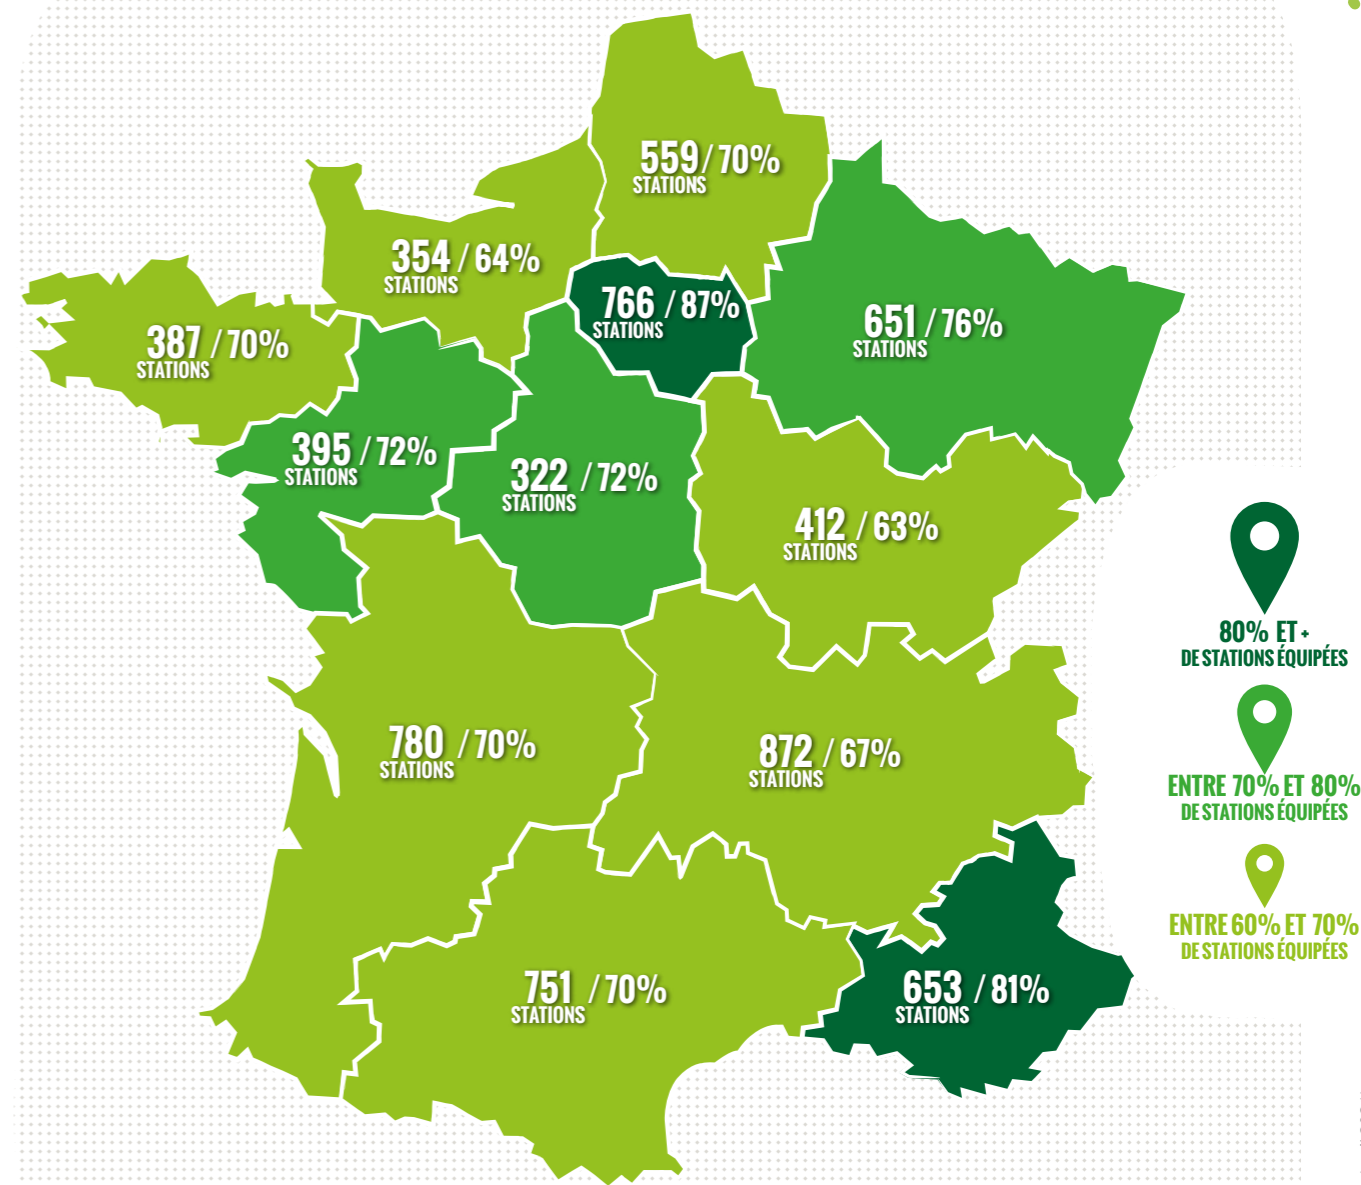 559 / 70%
STATIONS
354 / 64%
STATIONS
766 / 87%
STATIONS
651 / 76%
STATIONS
387 / 70%
STATIONS
395 / 72%
STATIONS
322 / 72%
STATIONS
412 / 63%
STATIONS
780 / 70%
STATIONS
872 / 67%
STATIONS
751 / 70%
STATIONS
653 / 81%
STATIONS
80% ET +
DE STATIONS ÉQUIPÉES
ENTRE 70% ET 80%
DE STATIONS ÉQUIPÉES
ENTRE 60% ET 70%
DE STATIONS ÉQUIPÉES